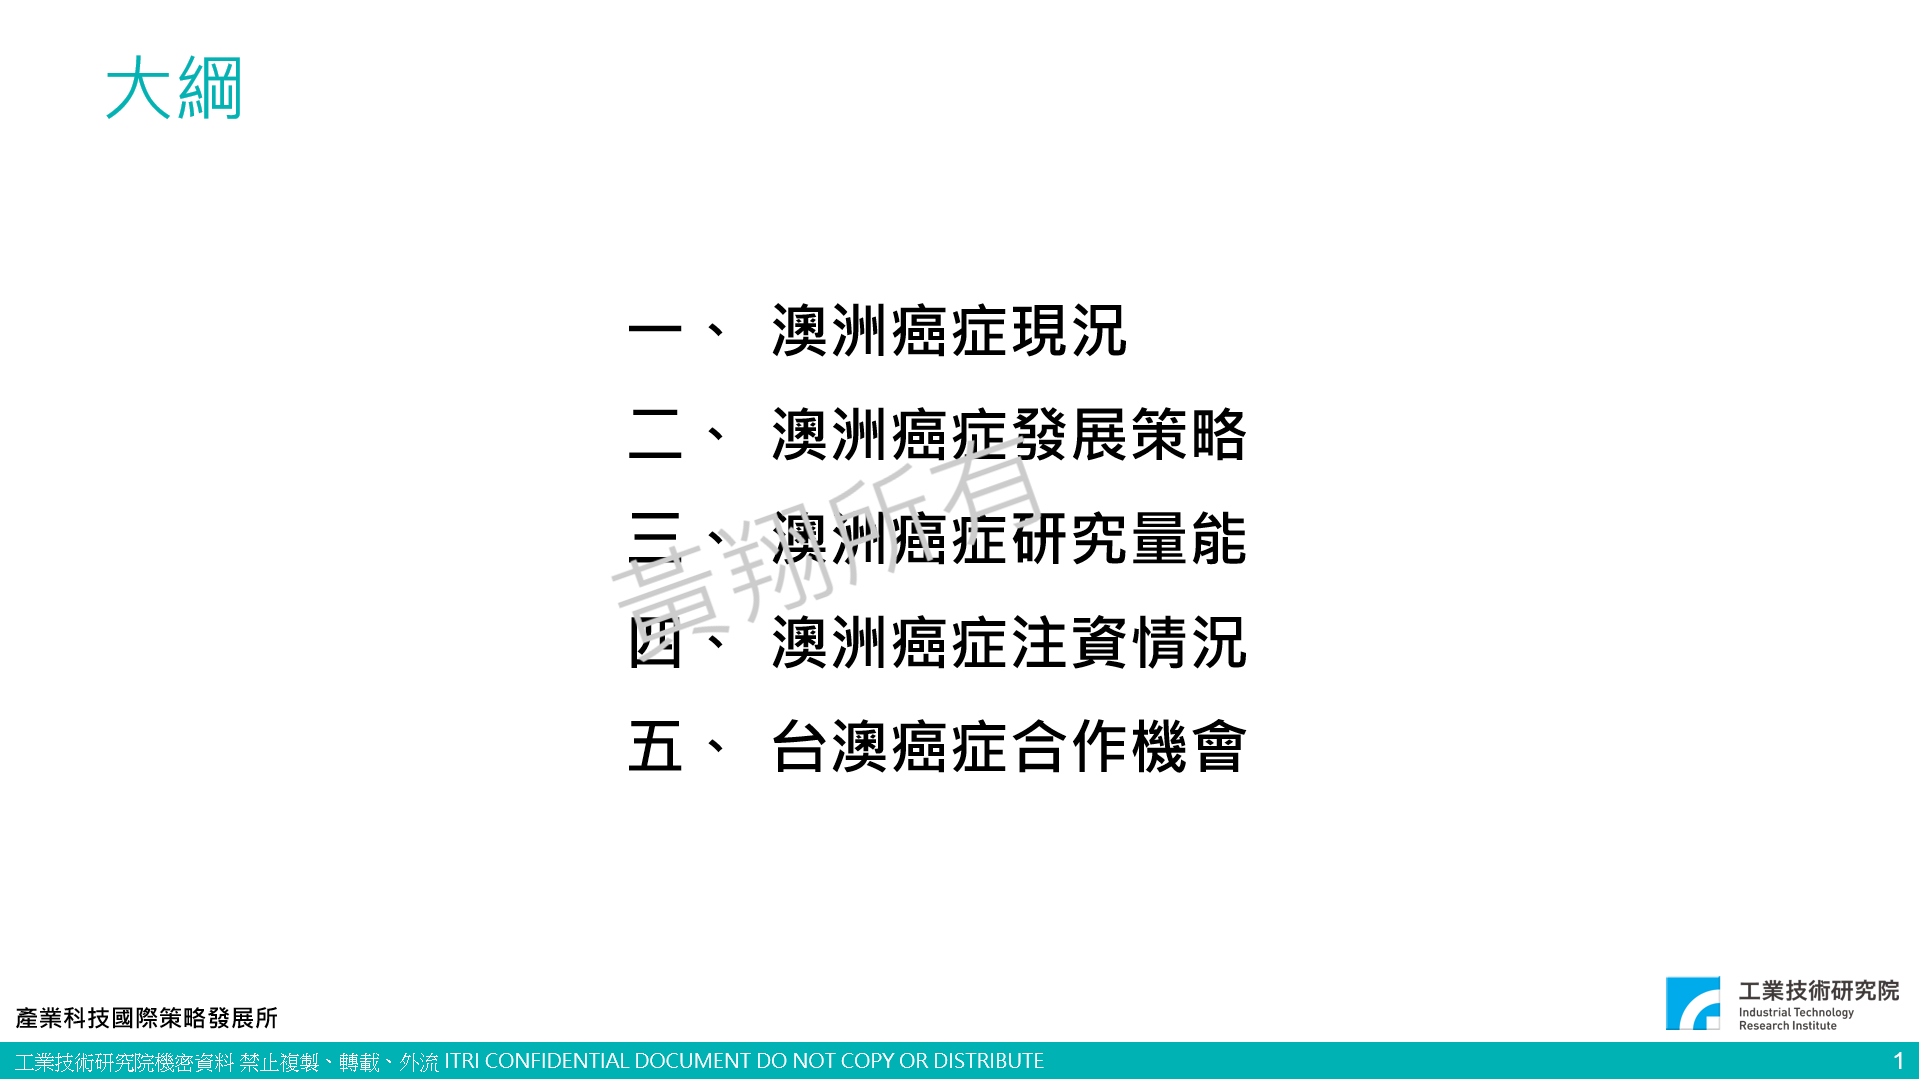 大綱
一、 澳洲癌症現況
二、 澳洲癌症發展策略
三、 澳洲癌症研究量能
四、 澳洲癌症注資情況
五、 台澳癌症合作機會
黃翔所有
產業科技國際策略發展所
工業技術研究院
Industrial Technology
Research Institute
工業技術研究院機密資料 禁止複製、轉載、外流 ITRI CONFIDENTIAL DOCUMENT DO NOT COPY OR DISTRIBUTE
1